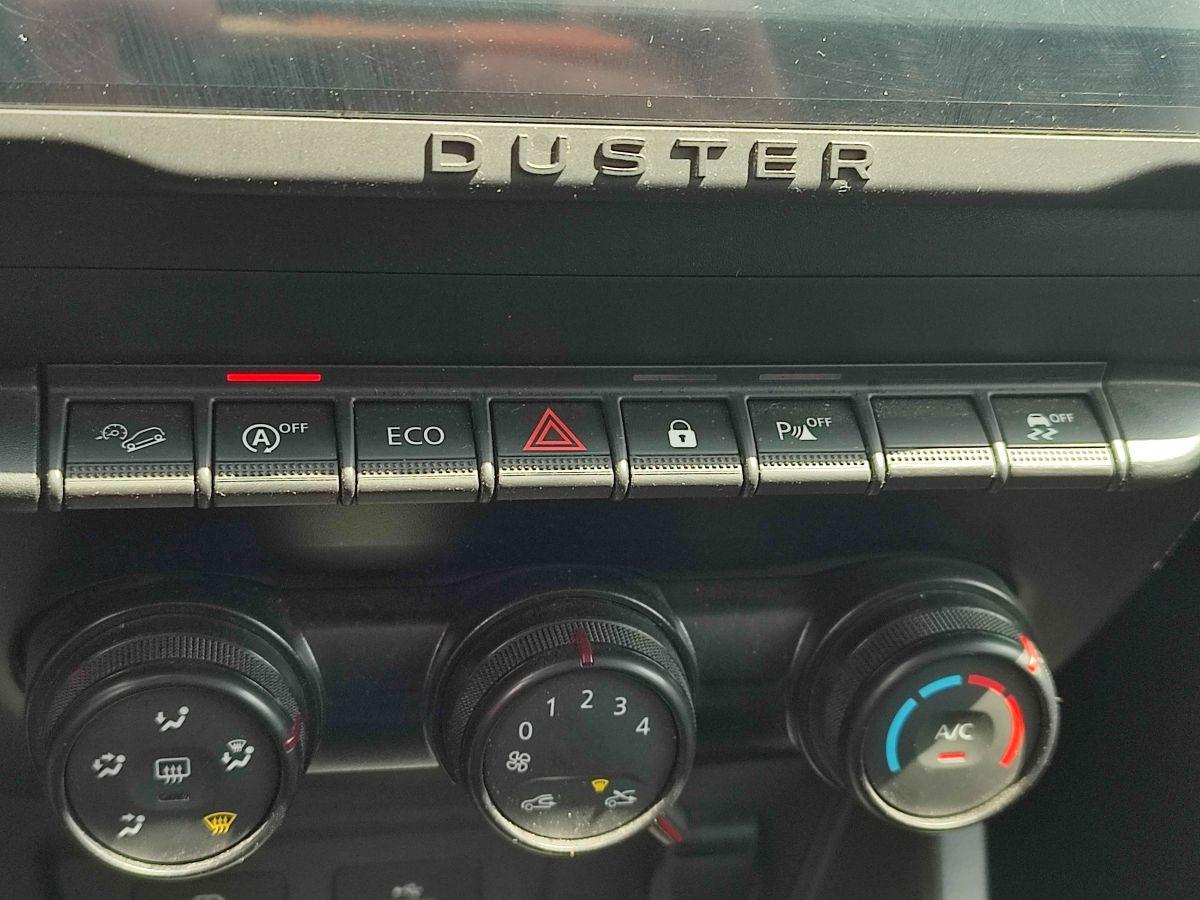 DUSTER
A OFF
ECO
P OFF
OFF
0 1 2 3 4
A/C